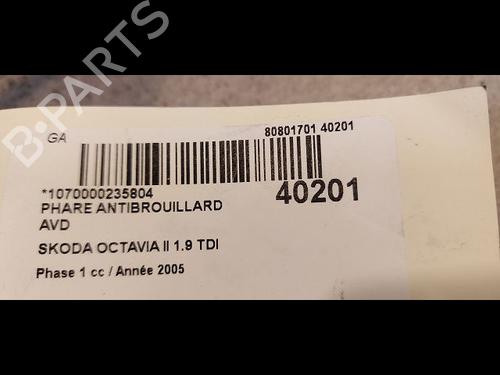 B-PARTS
GA
80801701 40201
*1070000235804
40201
PHARE ANTIBROUILLARD
AVD
SKODA OCTAVIA II 1.9 TDI
Phase 1 cc / Année 2005